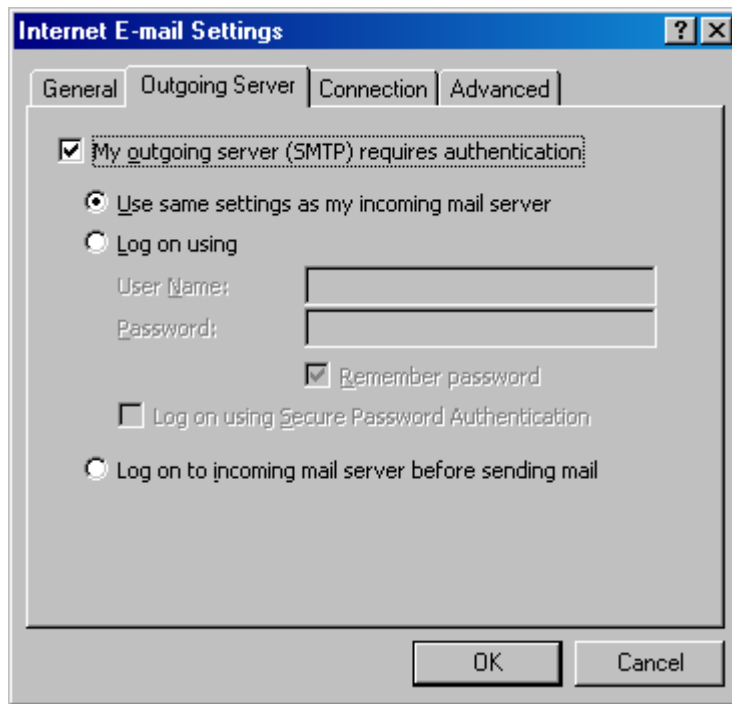 Internet E-mail Settings
General Outgoing Server Connection Advanced
My outgoing server (SMTP) requires authentication
Use same settings as my incoming mail server
Log on using
User Name:
Password:
Remember password
Log on using Secure Password Authentication
Log on to incoming mail server before sending mail
OK Cancel